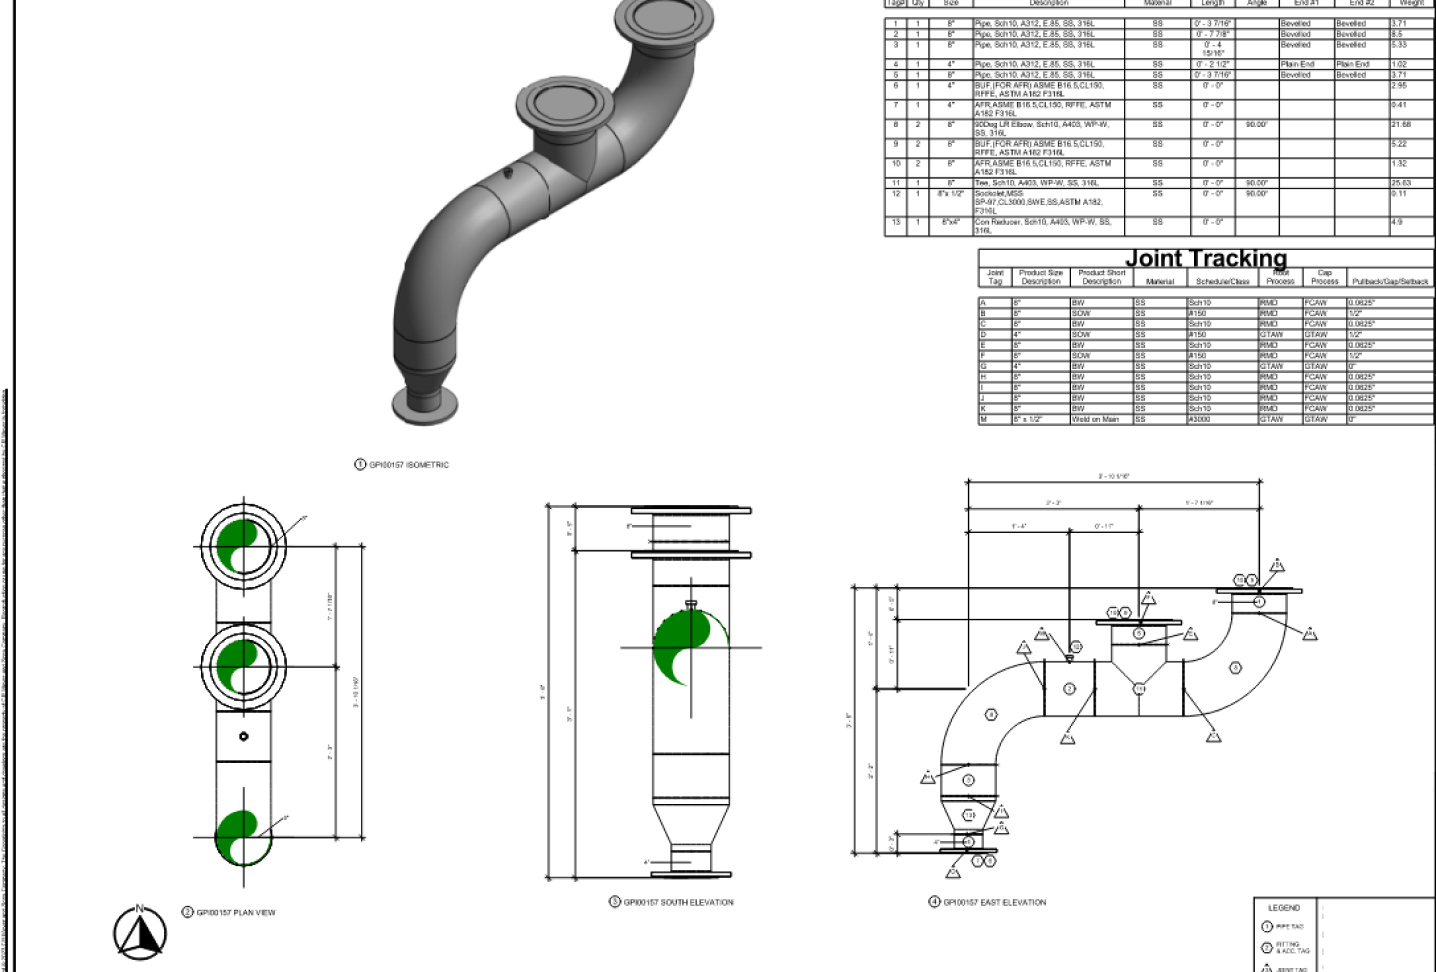 Tag# Qty Size Description Material Length Angle End #1 End #2 Weight
1 1 8" Pipe, Sch10, A312, E.85, SS, 316L SS 0' - 3 7/16" Bevelled Bevelled 3.71
2 1 8" Pipe, Sch10, A312, E.85, SS, 316L SS 0' - 7 7/8" Bevelled Bevelled 8.5
3 1 8" Pipe, Sch10, A312, E.85, SS, 316L SS 0' - 4 Bevelled Bevelled 5.33
15/16"
4 1 4" Pipe, Sch10, A312, E.85, SS, 316L SS 0' - 2 1/2" Plain End Plain End 1.02
5 1 8" Pipe, Sch10, A312, E.85, SS, 316L SS 0' - 3 7/16" Bevelled Bevelled 3.71
6 1 4" BUF,(FOR AFR) ASME B16.5,CL150, SS 0' - 0" 2.95
RFFE, ASTM A182 F316L
7 1 4" AFR,ASME B16.5,CL150, RFFE, ASTM SS 0' - 0" 0.41
A182 F316L
8 2 8" 90Deg LR Elbow, Sch10, A403, WP-W, SS 0' - 0" 90.00° 21.68
SS, 316L
9 2 8" BUF,(FOR AFR) ASME B16.5,CL150, SS 0' - 0" 5.22
RFFE, ASTM A182 F316L
10 2 8" AFR,ASME B16.5,CL150, RFFE, ASTM SS 0' - 0" 1.32
A182 F316L
11 1 8" Tee, Sch10, A403, WP-W, SS, 316L SS 0' - 0" 90.00° 25.63
12 1 8"x 1/2" Sockolet,MSS SS 0' - 0" 90.00° 0.11
SP-97,CL3000,SWE,SS,ASTM A182,
F316L
13 1 8"x4" Con Reducer, Sch10, A403, WP-W, SS, SS 0' - 0" 4.9
316L
Joint Tracking
Joint Product Size Product Short Root Cap
Tag Description Description Material Schedule/Class Process Process Pullback/Gap/Setback
A 8" BW SS Sch10 RMD FCAW 0.0625"
B 8" SOW SS #150 RMD FCAW 1/2"
C 8" BW SS Sch10 RMD FCAW 0.0625"
D 4" SOW SS #150 GTAW GTAW 1/2"
E 8" BW SS Sch10 RMD FCAW 0.0625"
F 8" SOW SS #150 RMD FCAW 1/2"
G 4" BW SS Sch10 GTAW GTAW 0"
H 8" BW SS Sch10 RMD FCAW 0.0625"
I 8" BW SS Sch10 RMD FCAW 0.0625"
J 8" BW SS Sch10 RMD FCAW 0.0625"
K 8" BW SS Sch10 RMD FCAW 0.0625"
M 8" x 1/2" Weld on Main SS #3000 GTAW GTAW 0"
1 GPI00157 ISOMETRIC
1' - 7 1/16"
2' - 3"
3' - 10 1/16"
2' - 3"
1' - 7 1/16"
1' - 4"
0' - 11"
8"
4"
N
2 GPI00157 PLAN VIEW
3 GPI00157 SOUTH ELEVATION
4 GPI00157 EAST ELEVATION
LEGEND
1 PIPE TAG
2 FITTING
& ACC. TAG
JOINT TAG